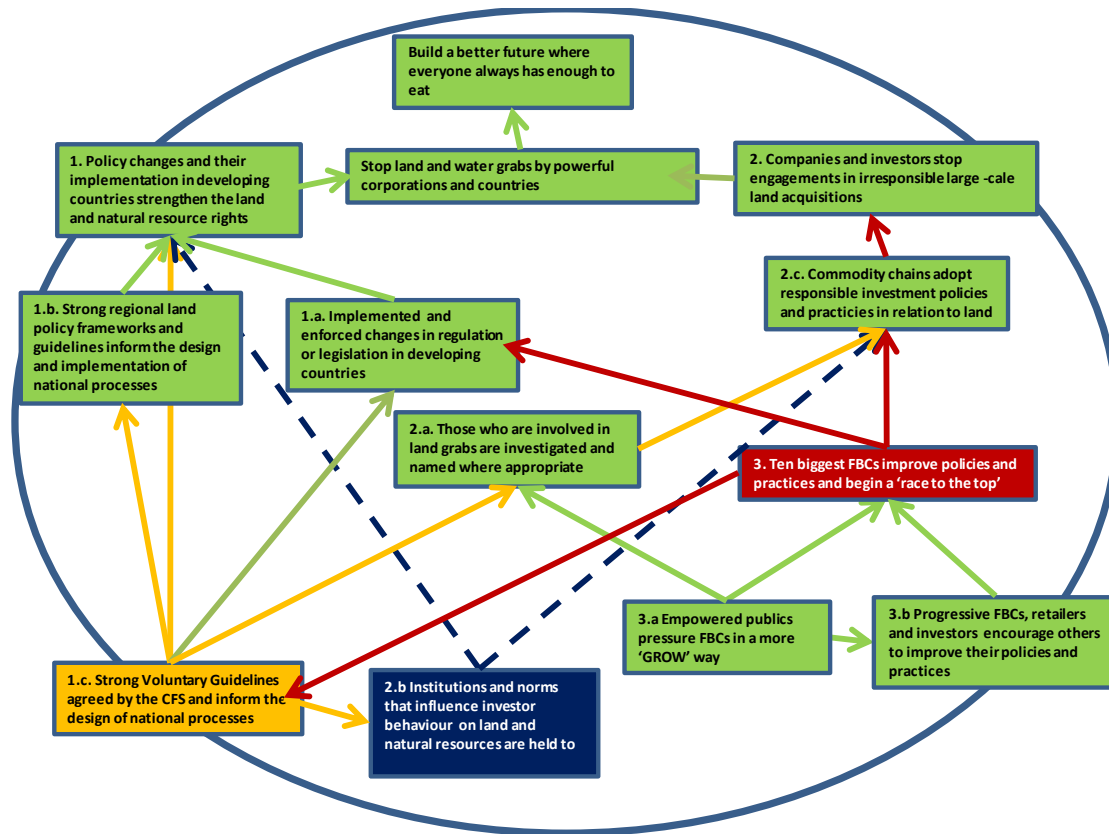 Build a better future where
everyone always has enough to
eat
1. Policy changes and their
implementation in developing
countries strengthen the land
and natural resource rights
Stop land and water grabs by powerful
corporations and countries
2. Companies and investors stop
engagements in irresponsible large -cale
land acquisitions
2.c. Commodity chains adopt
responsible investment policies
and practicies in relation to land
1.b. Strong regional land
policy frameworks and
guidelines inform the design
and implementation of
national processes
1.a. Implemented and
enforced changes in regulation
or legislation in developing
countries
2.a. Those who are involved in
land grabs are investigated and
named where appropriate
3. Ten biggest FBCs improve policies and
practices and begin a ‘race to the top’
3.a Empowered publics
pressure FBCs in a more
‘GROW’ way
3.b Progressive FBCs, retailers
and investors encourage others
to improve their policies and
practices
1.c. Strong Voluntary Guidelines
agreed by the CFS and inform the
design of national processes
2.b Institutions and norms
that influence investor
behaviour on land and
natural resources are held to